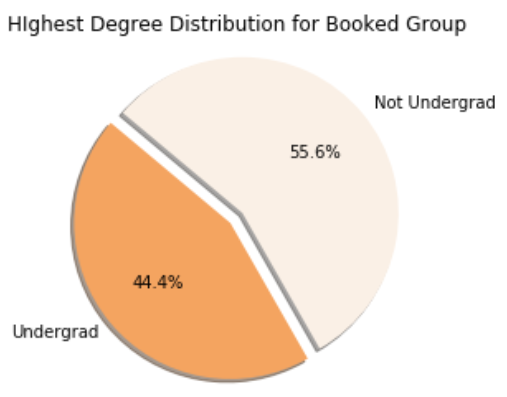 HIghest Degree Distribution for Booked Group
Not Undergrad
55.6%
44.4%
Undergrad